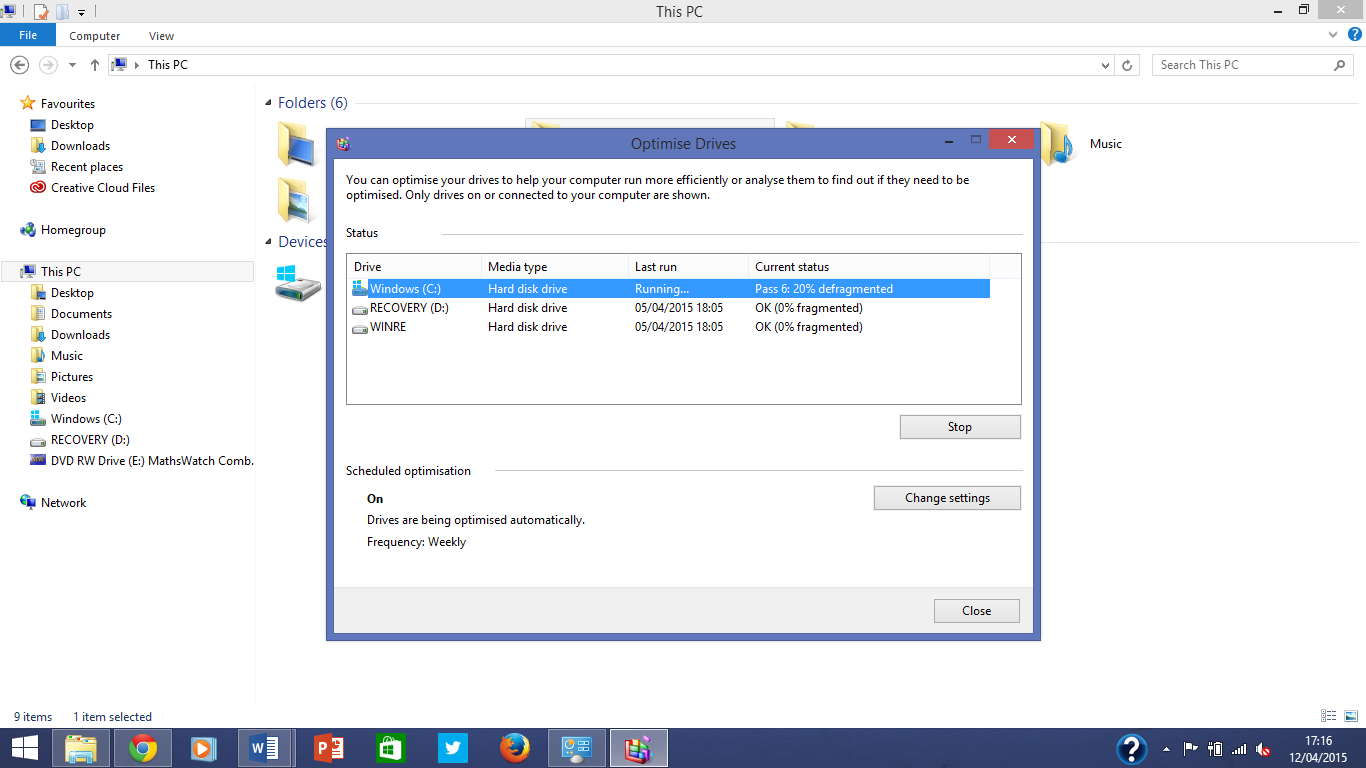 This PC
File Computer View
This PC
Search This PC
Favourites
Desktop
Downloads
Recent places
Creative Cloud Files
Homegroup
This PC
Desktop
Documents
Downloads
Music
Pictures
Videos
Windows (C:)
RECOVERY (D:)
DVD RW Drive (E:) MathsWatch Comb.
Network
Folders (6)
Music
Devices
Optimise Drives
You can optimise your drives to help your computer run more efficiently or analyse them to find out if they need to be
optimised. Only drives on or connected to your computer are shown.
Status
Drive Media type Last run Current status
Windows (C:) Hard disk drive Running... Pass 6: 20% defragmented
RECOVERY (D:) Hard disk drive 05/04/2015 18:05 OK (0% fragmented)
WINRE Hard disk drive 05/04/2015 18:05 OK (0% fragmented)
Stop
Scheduled optimisation
On
Change settings
Drives are being optimised automatically.
Frequency: Weekly
Close
9 items 1 item selected
17:16
12/04/2015